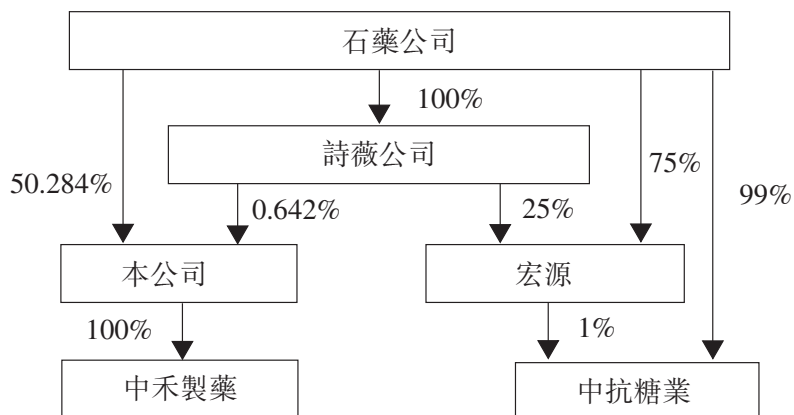 石藥公司
100%
詩薇公司
50.284%
0.642%
25%
75%
99%
本公司
宏源
100%
1%
中禾製藥
中抗糖業